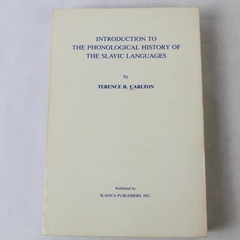 INTRODUCTION TO
THE PHONOLOGICAL HISTORY OF
THE SLAVIC LANGUAGES
by
TERENCE R. CARLTON
Published by
SLAVICA PUBLISHERS, INC.